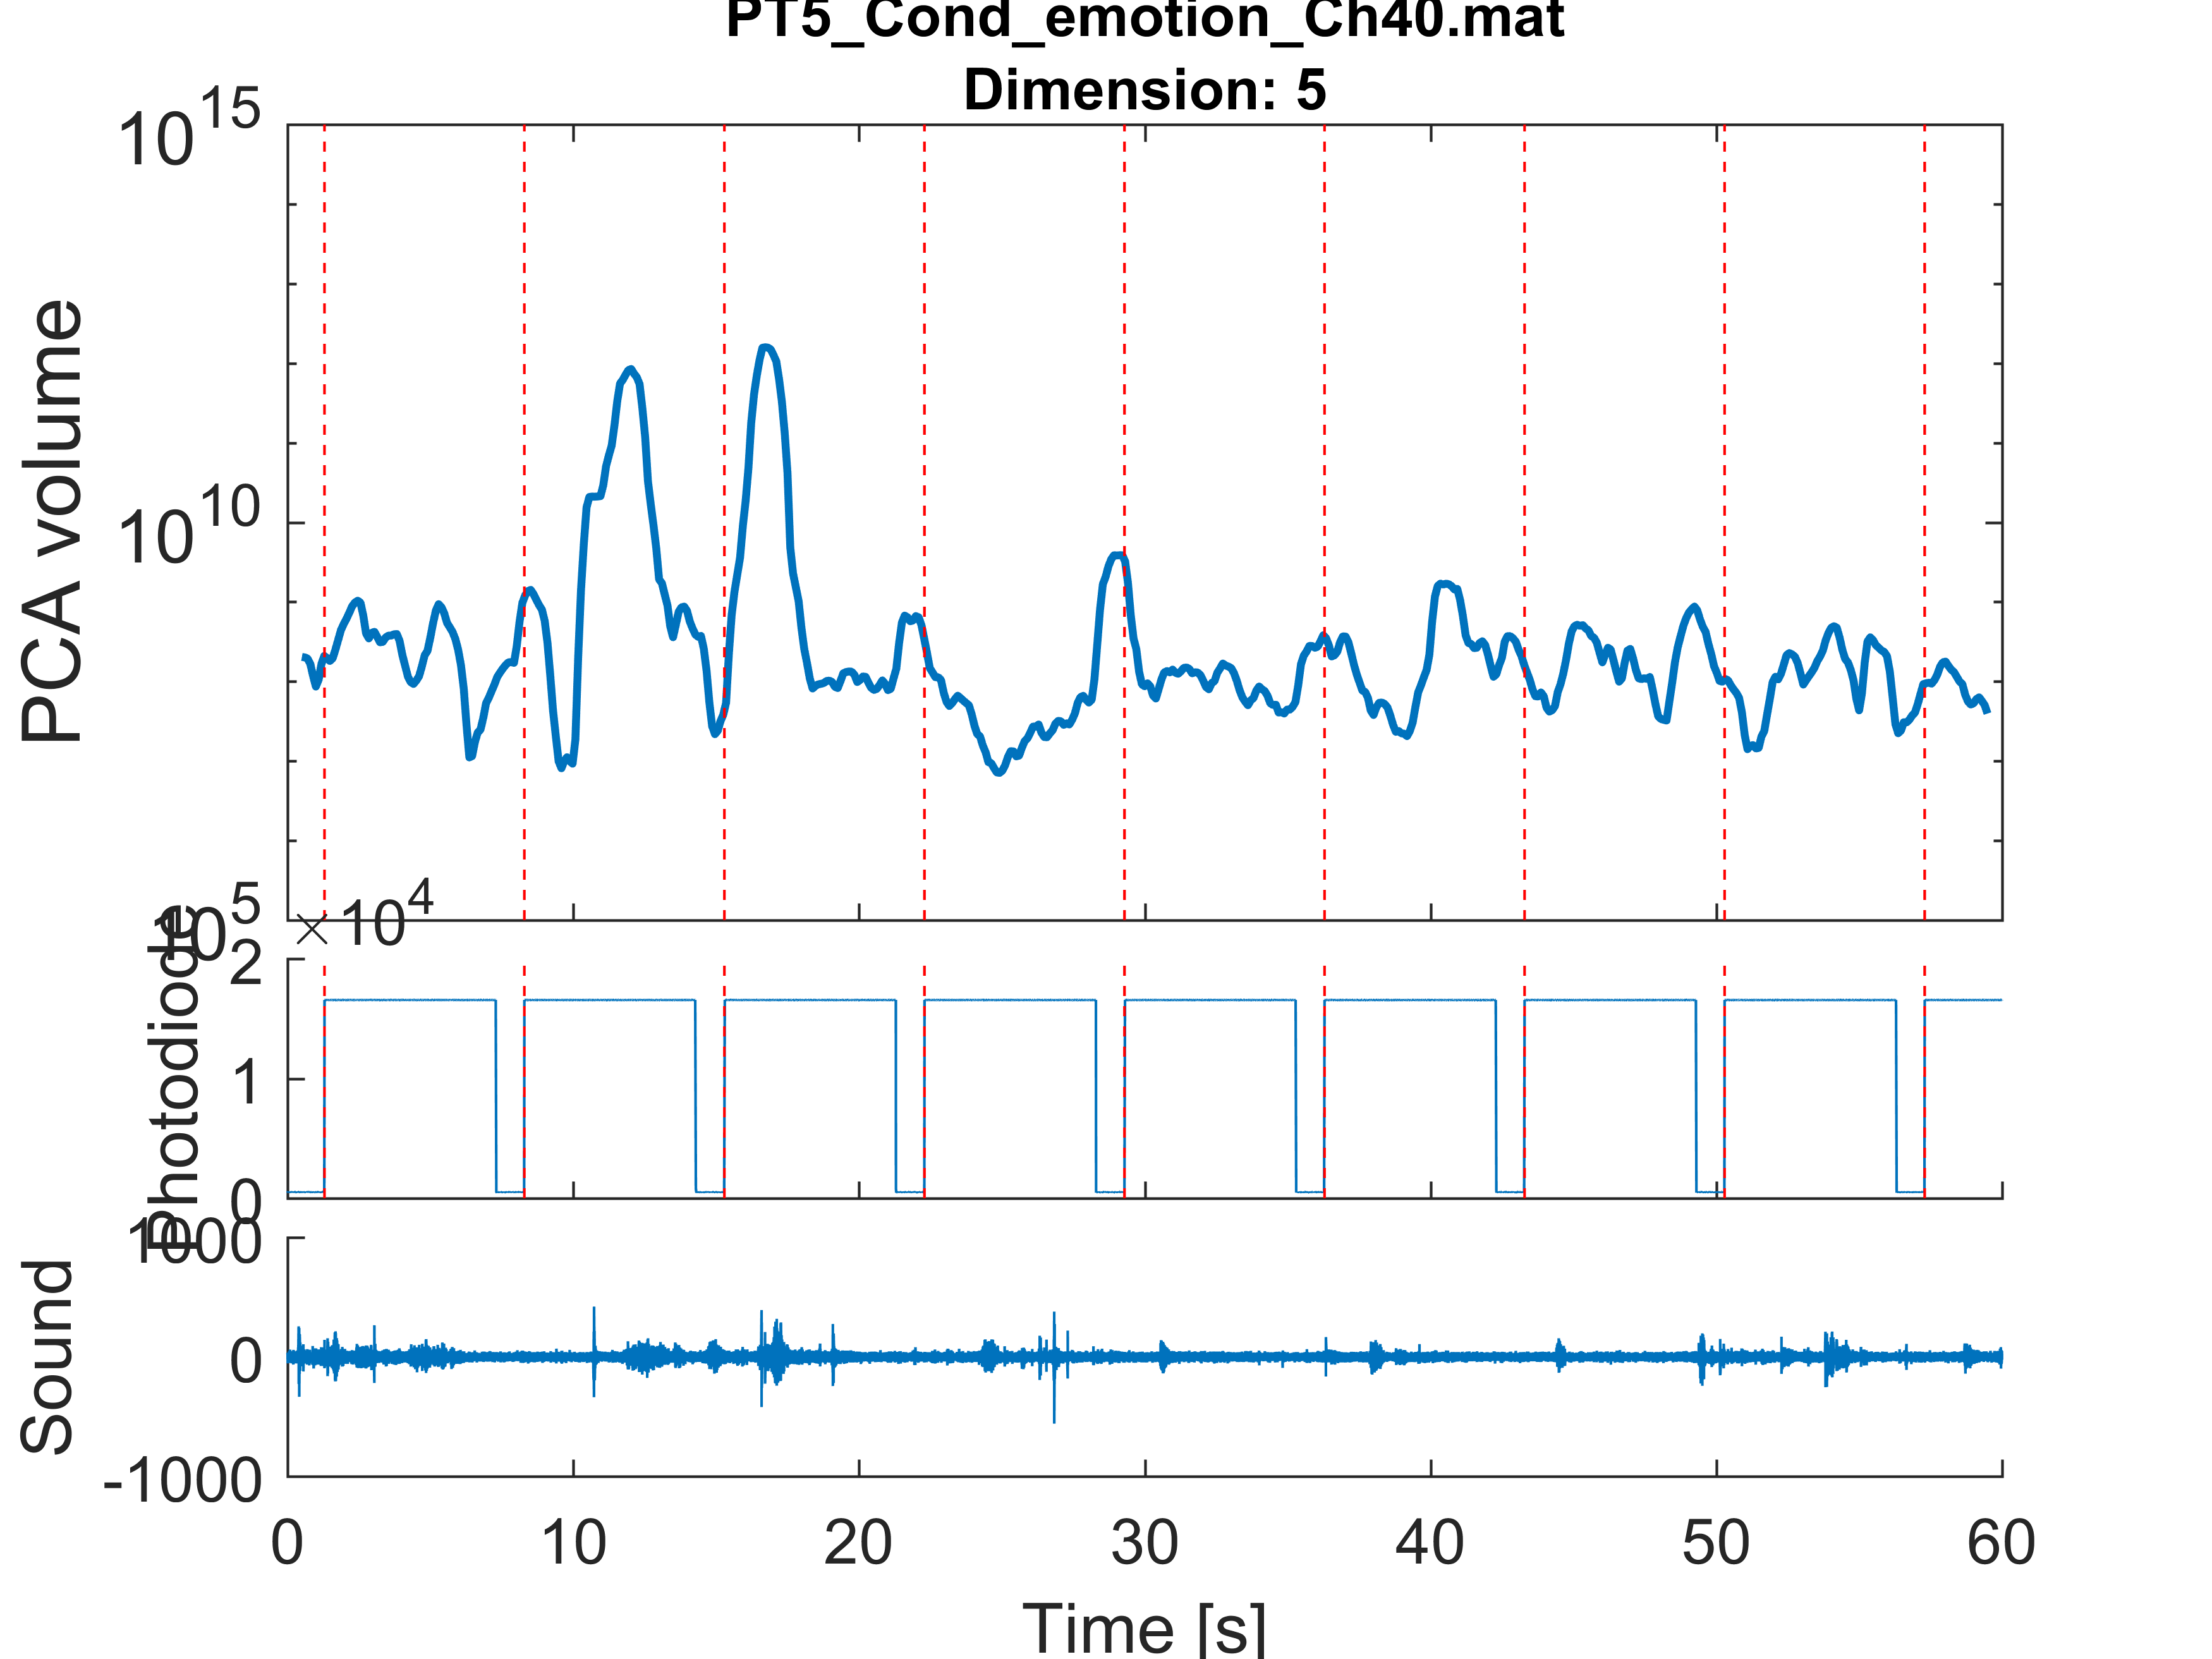 PT5_Cond_emotion_Ch40.mat
Dimension: 5
10^15
10^10
10^5
PCA volume
×10^4
2
1
0
Photodiode
1000
0
-1000
Sound
0 10 20 30 40 50 60
Time [s]